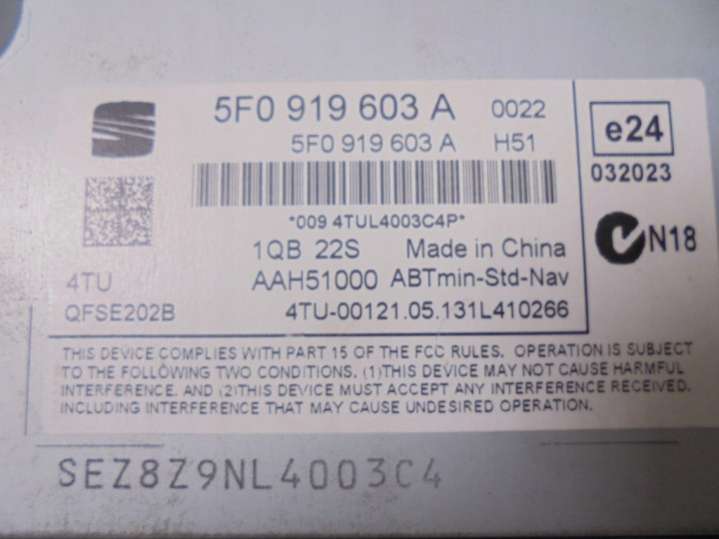 5F0 919 603 A 0022
5F0 919 603 A H51
e24
032023
*009 4TUL4003C4P*
N18
1QB 22S Made in China
4TU AAH51000 ABTmin-Std-Nav
QFSE202B 4TU-00121.05.131L410266
THIS DEVICE COMPLIES WITH PART 15 OF THE FCC RULES. OPERATION IS SUBJECT
TO THE FOLLOWING TWO CONDITIONS. (1)THIS DEVICE MAY NOT CAUSE HARMFUL
INTERFERENCE. AND (2)THIS DEVICE MUST ACCEPT ANY INTERFERENCE RECEIVED.
INCLUDING INTERFERENCE THAT MAY CAUSE UNDESIRED OPERATION.
SEZ8Z9NL4003C4